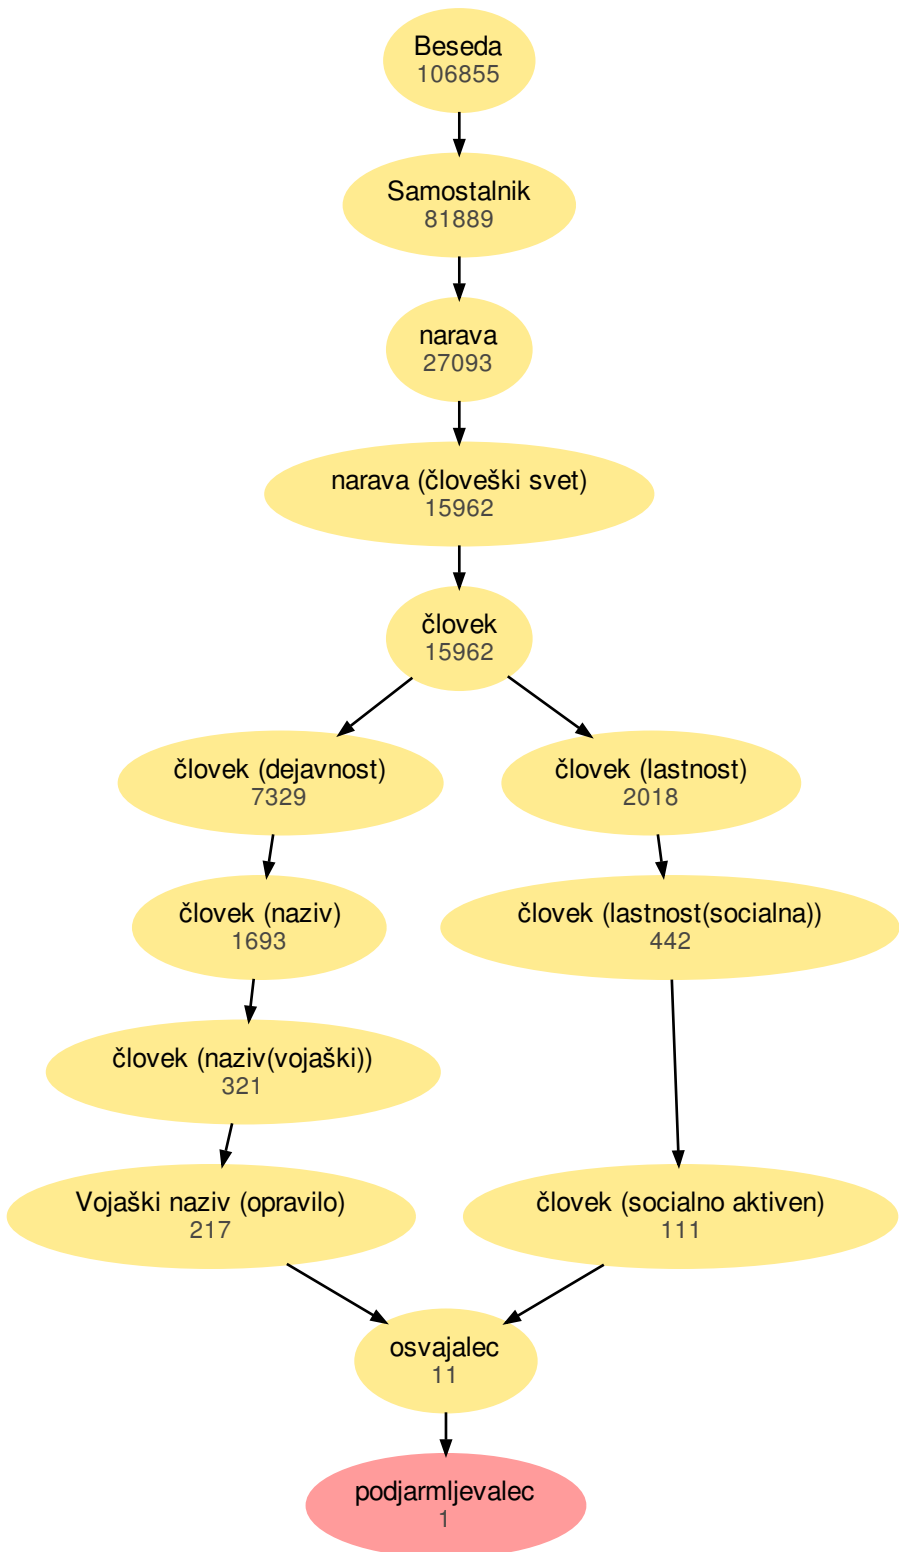 Beseda
106855
Samostalnik
81889
narava
27093
narava (človeški svet)
15962
človek
15962
človek (dejavnost)
7329
človek (lastnost)
2018
človek (naziv)
1693
človek (lastnost(socialna))
442
človek (naziv(vojaški))
321
Vojaški naziv (opravilo)
217
človek (socialno aktiven)
111
osvajalec
11
podjarmljevalec
1